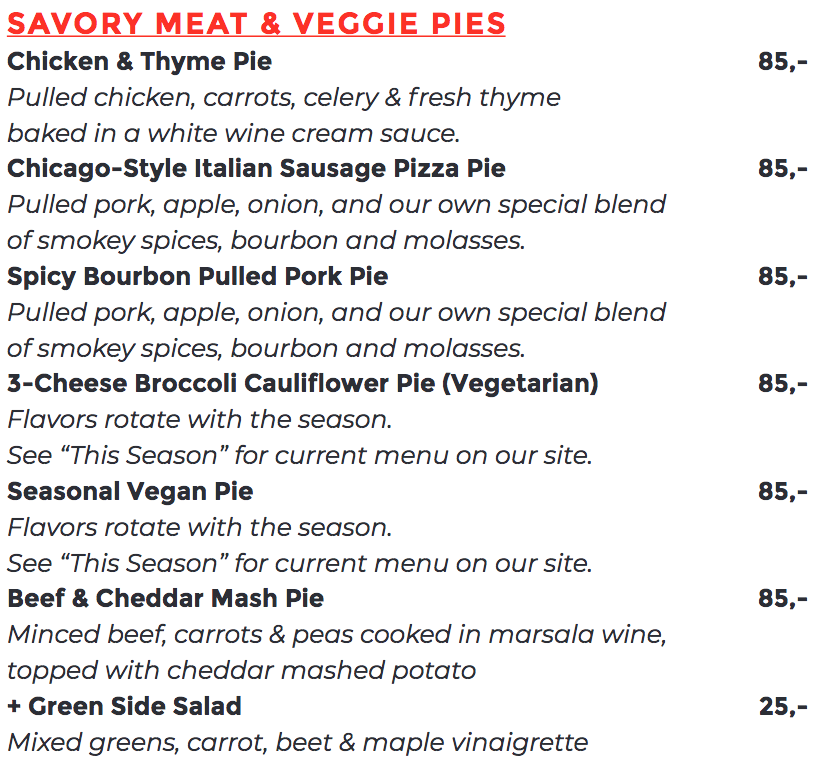 SAVORY MEAT & VEGGIE PIES
Chicken & Thyme Pie 85,-
Pulled chicken, carrots, celery & fresh thyme
baked in a white wine cream sauce.
Chicago-Style Italian Sausage Pizza Pie 85,-
Pulled pork, apple, onion, and our own special blend
of smokey spices, bourbon and molasses.
Spicy Bourbon Pulled Pork Pie 85,-
Pulled pork, apple, onion, and our own special blend
of smokey spices, bourbon and molasses.
3-Cheese Broccoli Cauliflower Pie (Vegetarian) 85,-
Flavors rotate with the season.
See “This Season” for current menu on our site.
Seasonal Vegan Pie 85,-
Flavors rotate with the season.
See “This Season” for current menu on our site.
Beef & Cheddar Mash Pie 85,-
Minced beef, carrots & peas cooked in marsala wine,
topped with cheddar mashed potato
+ Green Side Salad 25,-
Mixed greens, carrot, beet & maple vinaigrette